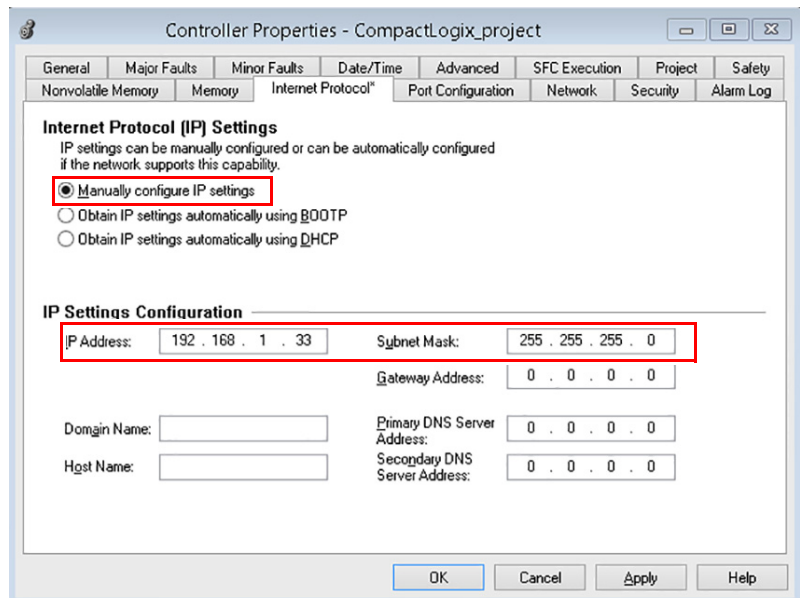 Controller Properties - CompactLogix_project
General Major Faults Minor Faults Date/Time Advanced SFC Execution Project Safety
Nonvolatile Memory Memory Internet Protocol* Port Configuration Network Security Alarm Log
Internet Protocol (IP) Settings
IP settings can be manually configured or can be automatically configured
if the network supports this capability.
Manually configure IP settings
Obtain IP settings automatically using BOOTP
Obtain IP settings automatically using DHCP
IP Settings Configuration
IP Address: 192 . 168 . 1 . 33 Subnet Mask: 255 . 255 . 255 . 0
Gateway Address: 0 . 0 . 0 . 0
Domain Name: Primary DNS Server
Address: 0 . 0 . 0 . 0
Host Name: Secondary DNS
Server Address: 0 . 0 . 0 . 0
OK Cancel Apply Help